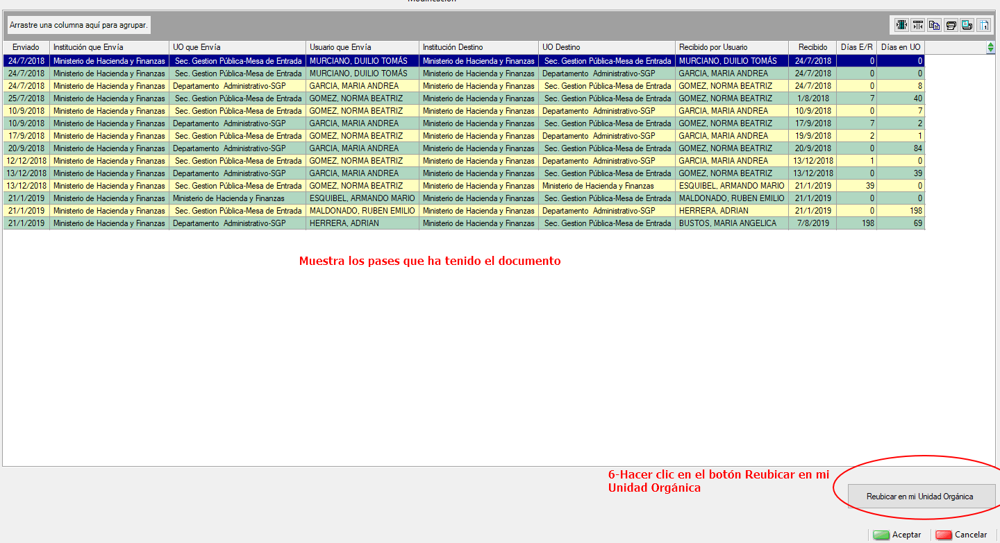 Modificación
Arrastre una columna aquí para agrupar.
Enviado Institución que Envía UO que Envía Usuario que Envía Institución Destino UO Destino Recibido por Usuario Recibido Días E/R Días en UO
24/7/2018 Ministerio de Hacienda y Finanzas Sec. Gestion Pública-Mesa de Entrada MURCIANO, DUILIO TOMÁS Ministerio de Hacienda y Finanzas Sec. Gestion Pública-Mesa de Entrada MURCIANO, DUILIO TOMÁS 24/7/2018 0 0
24/7/2018 Ministerio de Hacienda y Finanzas Sec. Gestion Pública-Mesa de Entrada MURCIANO, DUILIO TOMÁS Ministerio de Hacienda y Finanzas Departamento Administrativo-SGP GARCIA, MARIA ANDREA 24/7/2018 0 0
24/7/2018 Ministerio de Hacienda y Finanzas Departamento Administrativo-SGP GARCIA, MARIA ANDREA Ministerio de Hacienda y Finanzas Sec. Gestion Pública-Mesa de Entrada GOMEZ, NORMA BEATRIZ 24/7/2018 0 8
25/7/2018 Ministerio de Hacienda y Finanzas Sec. Gestion Pública-Mesa de Entrada GOMEZ, NORMA BEATRIZ Ministerio de Hacienda y Finanzas Sec. Gestion Pública-Mesa de Entrada GOMEZ, NORMA BEATRIZ 1/8/2018 7 40
10/9/2018 Ministerio de Hacienda y Finanzas Sec. Gestion Pública-Mesa de Entrada GOMEZ, NORMA BEATRIZ Ministerio de Hacienda y Finanzas Departamento Administrativo-SGP GARCIA, MARIA ANDREA 10/9/2018 0 7
10/9/2018 Ministerio de Hacienda y Finanzas Departamento Administrativo-SGP GARCIA, MARIA ANDREA Ministerio de Hacienda y Finanzas Sec. Gestion Pública-Mesa de Entrada GOMEZ, NORMA BEATRIZ 17/9/2018 7 2
17/9/2018 Ministerio de Hacienda y Finanzas Sec. Gestion Pública-Mesa de Entrada GOMEZ, NORMA BEATRIZ Ministerio de Hacienda y Finanzas Departamento Administrativo-SGP GARCIA, MARIA ANDREA 19/9/2018 2 1
20/9/2018 Ministerio de Hacienda y Finanzas Departamento Administrativo-SGP GARCIA, MARIA ANDREA Ministerio de Hacienda y Finanzas Sec. Gestion Pública-Mesa de Entrada GOMEZ, NORMA BEATRIZ 20/9/2018 0 84
12/12/2018 Ministerio de Hacienda y Finanzas Sec. Gestion Pública-Mesa de Entrada GOMEZ, NORMA BEATRIZ Ministerio de Hacienda y Finanzas Departamento Administrativo-SGP GARCIA, MARIA ANDREA 13/12/2018 1 0
13/12/2018 Ministerio de Hacienda y Finanzas Departamento Administrativo-SGP GARCIA, MARIA ANDREA Ministerio de Hacienda y Finanzas Sec. Gestion Pública-Mesa de Entrada GOMEZ, NORMA BEATRIZ 13/12/2018 0 39
13/12/2018 Ministerio de Hacienda y Finanzas Sec. Gestion Pública-Mesa de Entrada GOMEZ, NORMA BEATRIZ Ministerio de Hacienda y Finanzas Ministerio de Hacienda y Finanzas ESQUIBEL, ARMANDO MARIO 21/1/2019 39 0
21/1/2019 Ministerio de Hacienda y Finanzas Ministerio de Hacienda y Finanzas ESQUIBEL, ARMANDO MARIO Ministerio de Hacienda y Finanzas Sec. Gestion Pública-Mesa de Entrada MALDONADO, RUBEN EMILIO 21/1/2019 0 0
21/1/2019 Ministerio de Hacienda y Finanzas Sec. Gestion Pública-Mesa de Entrada MALDONADO, RUBEN EMILIO Ministerio de Hacienda y Finanzas Departamento Administrativo-SGP HERRERA, ADRIAN 21/1/2019 0 198
21/1/2019 Ministerio de Hacienda y Finanzas Departamento Administrativo-SGP HERRERA, ADRIAN Ministerio de Hacienda y Finanzas Sec. Gestion Pública-Mesa de Entrada BUSTOS, MARIA ANGELICA 7/8/2019 198 69
Muestra los pases que ha tenido el documento
6-Hacer clic en el botón Reubicar en mi
Unidad Orgánica
Reubicar en mi Unidad Orgánica
Aceptar Cancelar